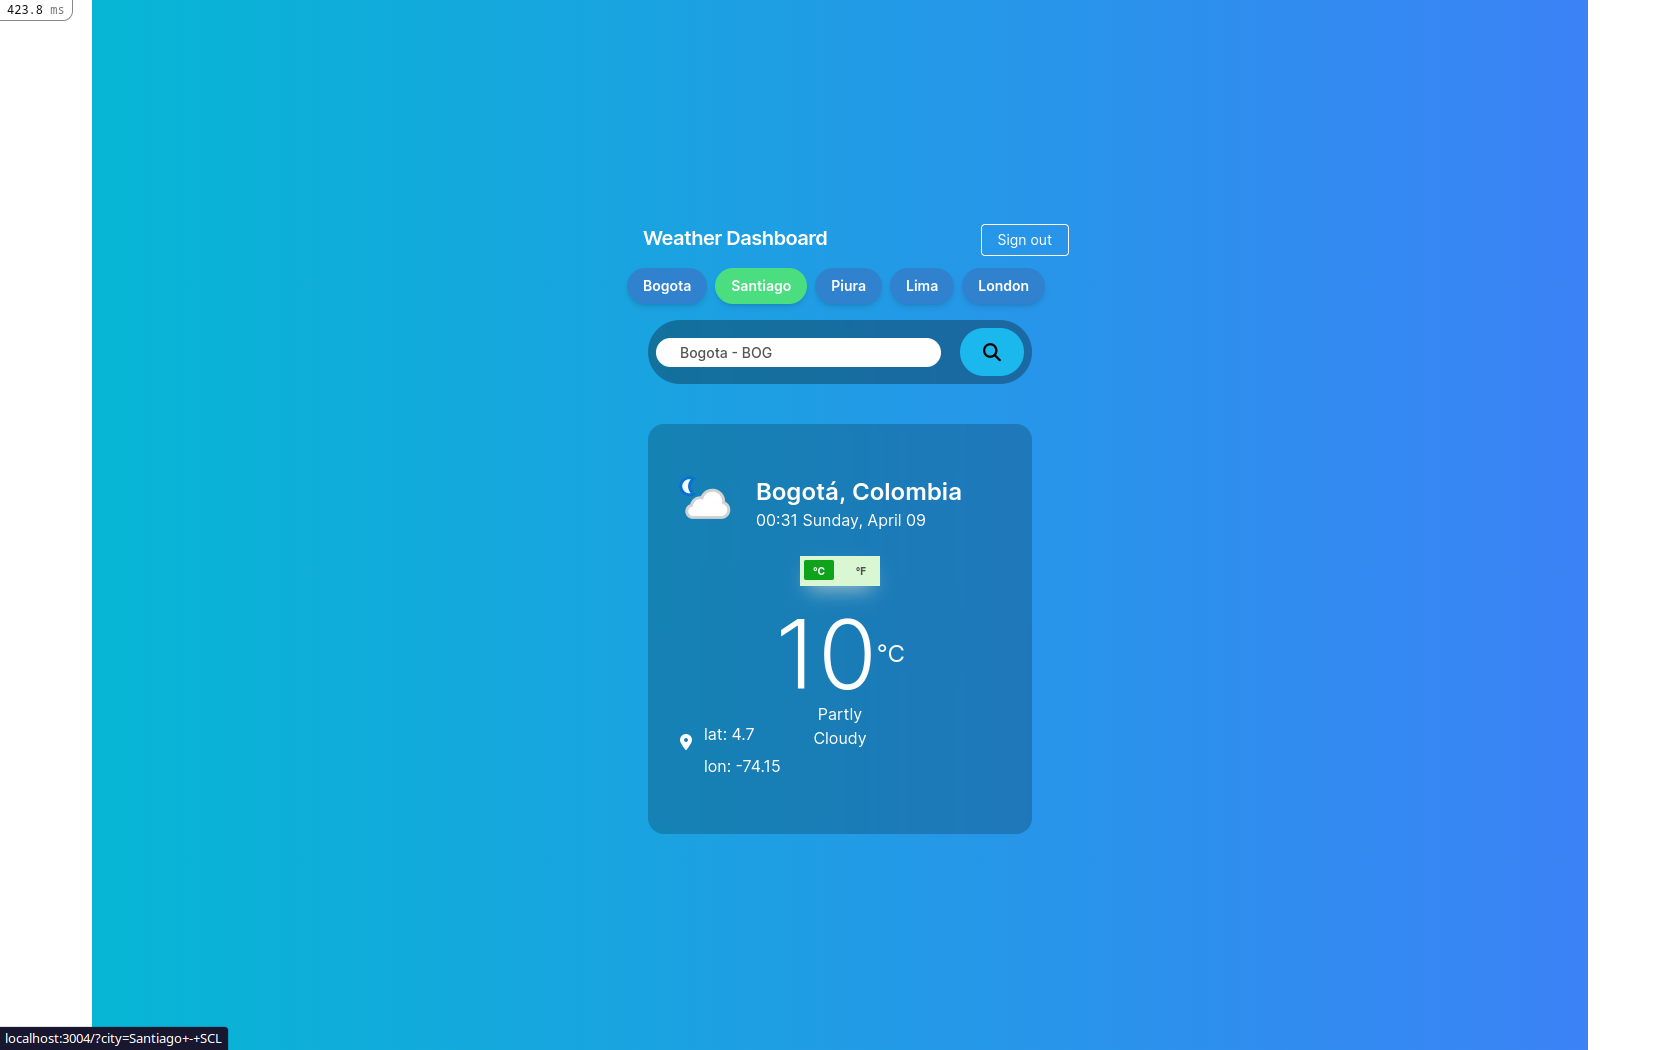 423.8 ms
Weather Dashboard
Sign out
Bogota
Santiago
Piura
Lima
London
Bogota - BOG
Bogotá, Colombia
00:31 Sunday, April 09
°C
°F
10°C
Partly
Cloudy
lat: 4.7
lon: -74.15
localhost:3004/?city=Santiago+-+SCL